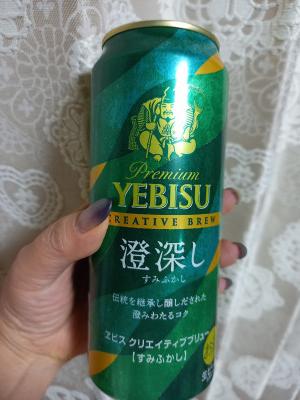 Premium
YEBISU
CREATIVE BREW
澄深し
すみふかし
伝統を継承し醸しだされた
澄みわたるコク
ヱビス クリエイティブブリュー
【すみふかし】